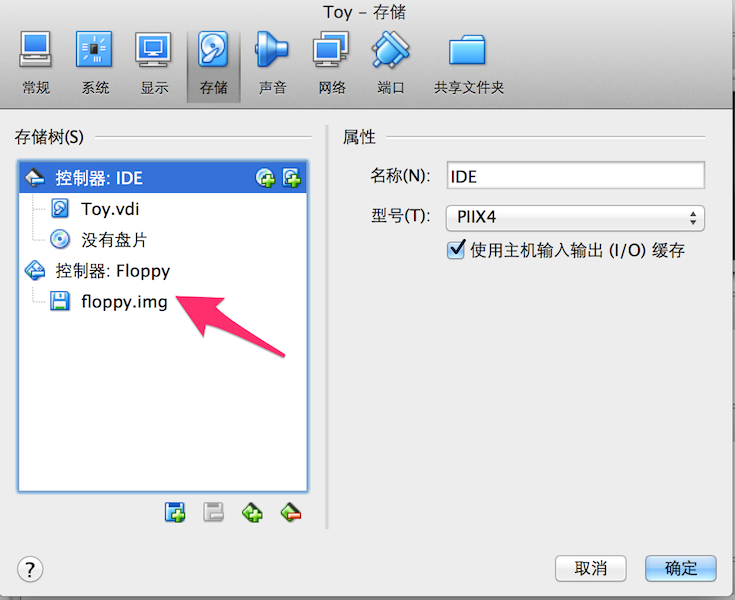 Toy – 存储
常规 系统 显示 存储 声音 网络 端口 共享文件夹
存储树(S)
控制器: IDE
Toy.vdi
没有盘片
控制器: Floppy
floppy.img
属性
名称(N): IDE
型号(T): PIIX4
使用主机输入输出 (I/O) 缓存
?
取消 确定